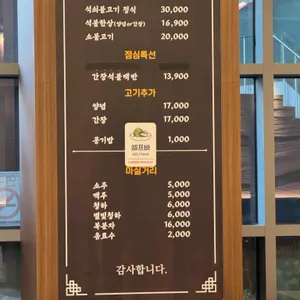 석쇠불고기 정식 30,000
석불한상(양념or간장) 16,900
소불고기 20,000
점심특선
간장석불백반 13,900
고기추가
양념 17,000
간장 17,000
공기밥 1,000
셀프바
마실거리
소주 5,000
맥주 5,000
청하 6,000
별빛청하 6,000
복분자 16,000
음료수 2,000
감사합니다.